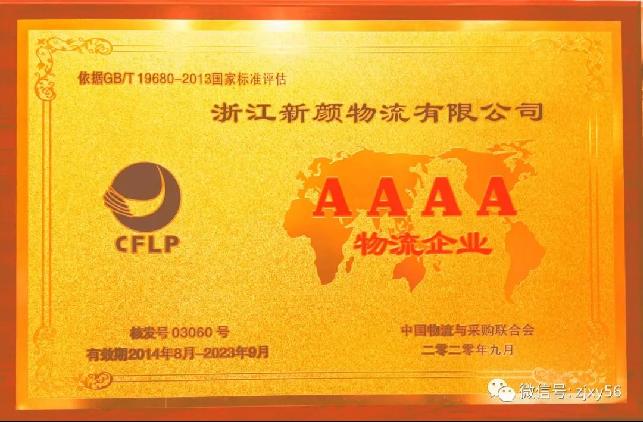 依据GB/T 19680-2013国家标准评估
浙江新颜物流有限公司
AAAA
CFLP
物流企业
核发号 03060 号
中国物流与采购联合会
有效期2014年8月-2023年9月
二零二零年九月
微信号: zjxy56